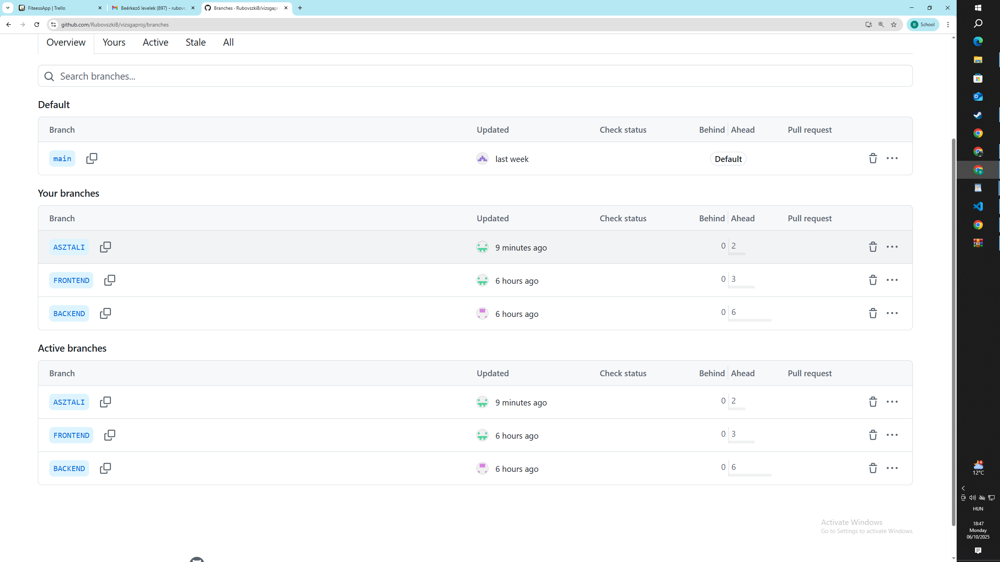 FiteessApp | Trello
Beérkező levelek (897) - rubovs
Branches · RubovszkiB/vizsgapr
github.com/RubovszkiB/vizsgaproj/branches
B School
Overview Yours Active Stale All
Search branches...
Default
Branch Updated Check status Behind Ahead Pull request
main last week Default
Your branches
Branch Updated Check status Behind Ahead Pull request
ASZTALI 9 minutes ago 0 2
FRONTEND 6 hours ago 0 3
BACKEND 6 hours ago 0 6
Active branches
Branch Updated Check status Behind Ahead Pull request
ASZTALI 9 minutes ago 0 2
FRONTEND 6 hours ago 0 3
BACKEND 6 hours ago 0 6
Activate Windows
Go to Settings to activate Windows.
B
4
12°C
HUN
18:47
Monday
06/10/2025